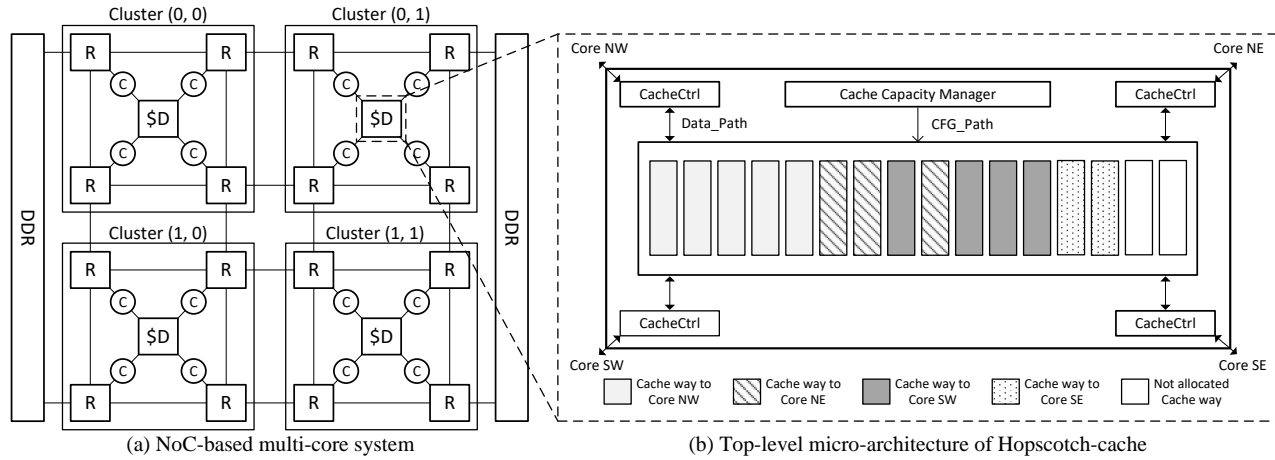 Cluster (0, 0)
Cluster (0, 1)
R R R R
C C C C
$D $D
C C C C
R R R R
DDR
DDR
Cluster (1, 0)
Cluster (1, 1)
R R R R
C C C C
$D $D
C C C C
R R R R
(a) NoC-based multi-core system
Core NW
Core NE
CacheCtrl
Cache Capacity Manager
CacheCtrl
Data_Path
CFG_Path
CacheCtrl
CacheCtrl
Core SW
Core SE
Cache way to
Core NW
Cache way to
Core NE
Cache way to
Core SW
Cache way to
Core SE
Not allocated
Cache way
(b) Top-level micro-architecture of Hopscotch-cache